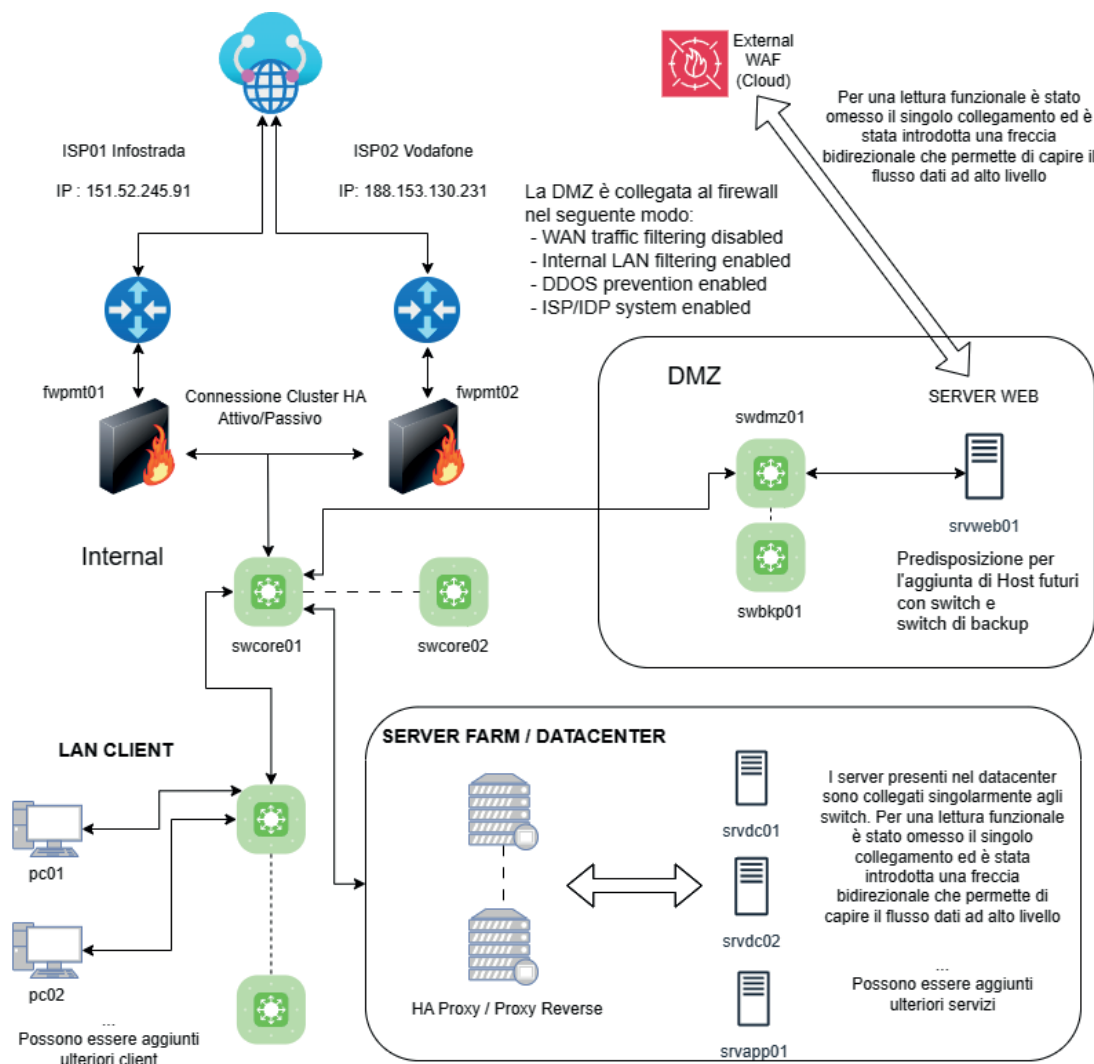 External
WAF
(Cloud)
Per una lettura funzionale è stato
omesso il singolo collegamento ed è
stata introdotta una freccia
bidirezionale che permette di capire il
flusso dati ad alto livello
ISP01 Infostrada
IP : 151.52.245.91
ISP02 Vodafone
IP: 188.153.130.231
La DMZ è collegata al firewall
nel seguente modo:
- WAN traffic filtering disabled
- Internal LAN filtering enabled
- DDOS prevention enabled
- ISP/IDP system enabled
fwpmt01
Connessione Cluster HA
Attivo/Passivo
fwpmt02
DMZ
SERVER WEB
swdmz01
srvweb01
swbkp01
Predisposizione per
l'aggiunta di Host futuri
con switch e
switch di backup
Internal
swcore01
swcore02
LAN CLIENT
pc01
pc02
...
Possono essere aggiunti
ulteriori client
SERVER FARM / DATACENTER
HA Proxy / Proxy Reverse
srvdc01
srvdc02
srvapp01
I server presenti nel datacenter
sono collegati singolarmente agli
switch. Per una lettura funzionale
è stato omesso il singolo
collegamento ed è stata
introdotta una freccia
bidirezionale che permette di
capire il flusso dati ad alto livello
...
Possono essere aggiunti
ulteriori servizi